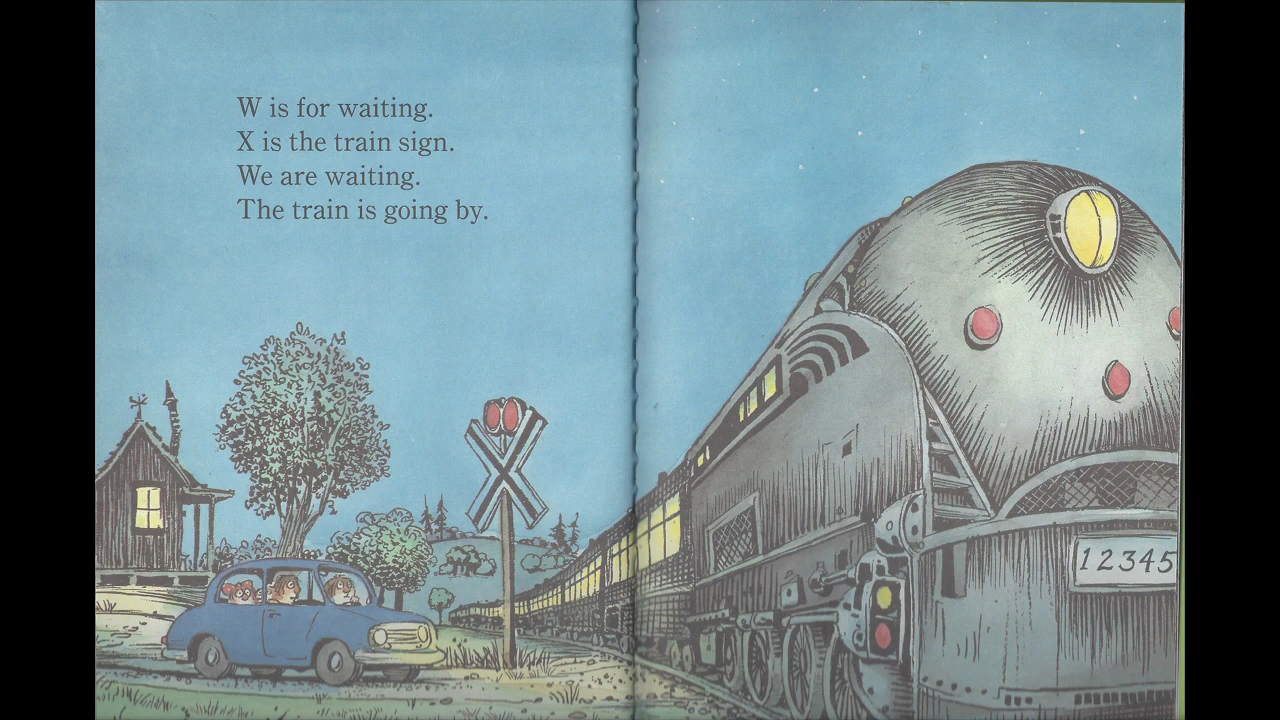 W is for waiting.
X is the train sign.
We are waiting.
The train is going by.
12345